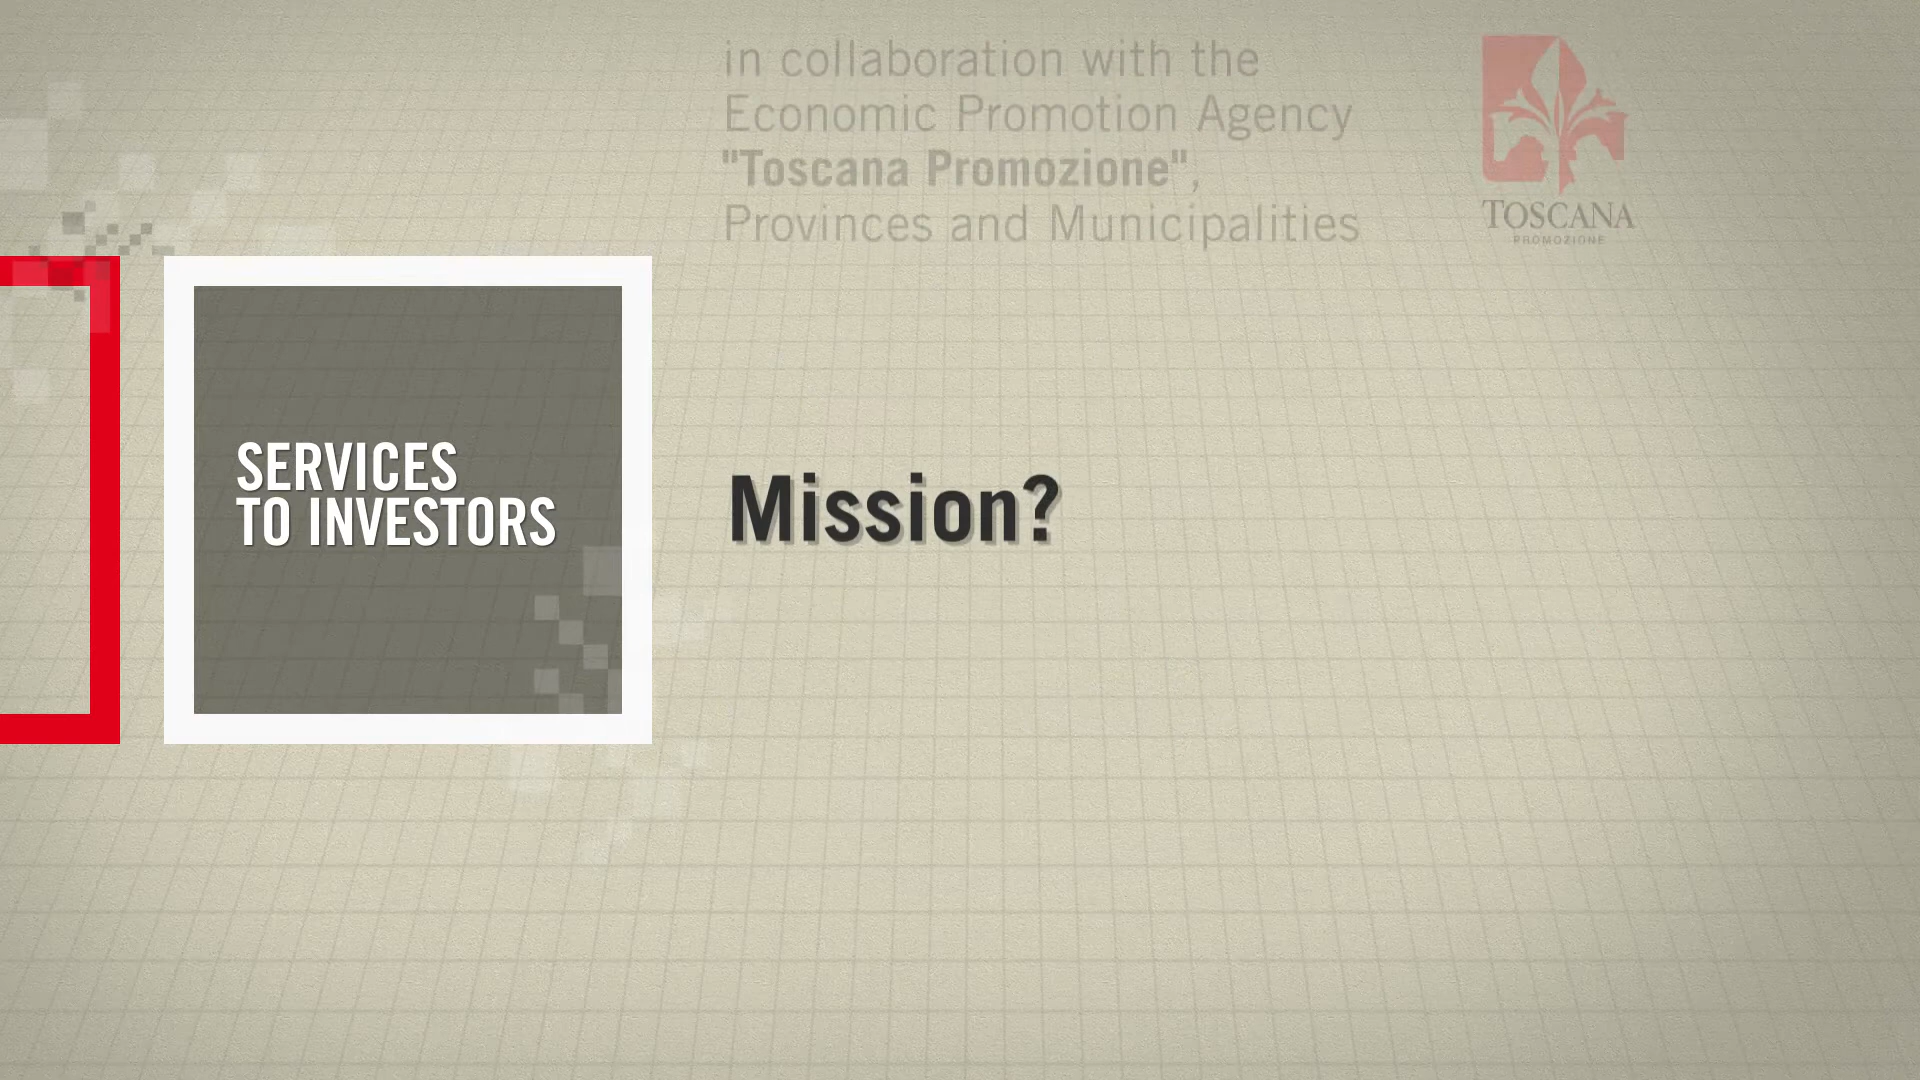 in collaboration with the
Economic Promotion Agency
"Toscana Promozione",
Provinces and Municipalities
TOSCANA
PROMOZIONE
SERVICES
TO INVESTORS
Mission?